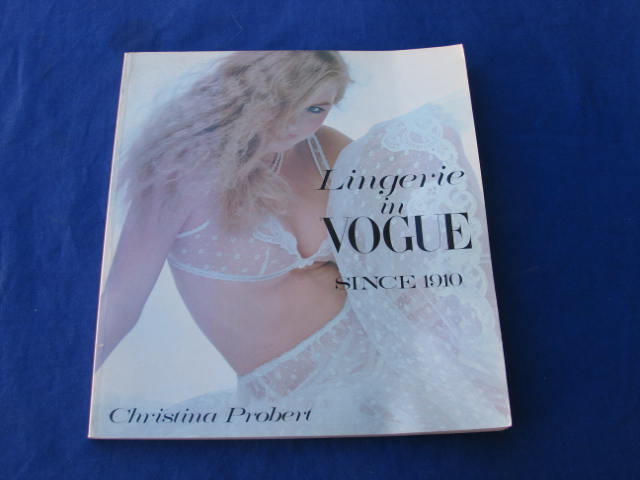 Lingerie
in
VOGUE
SINCE 1910
Christina Probert